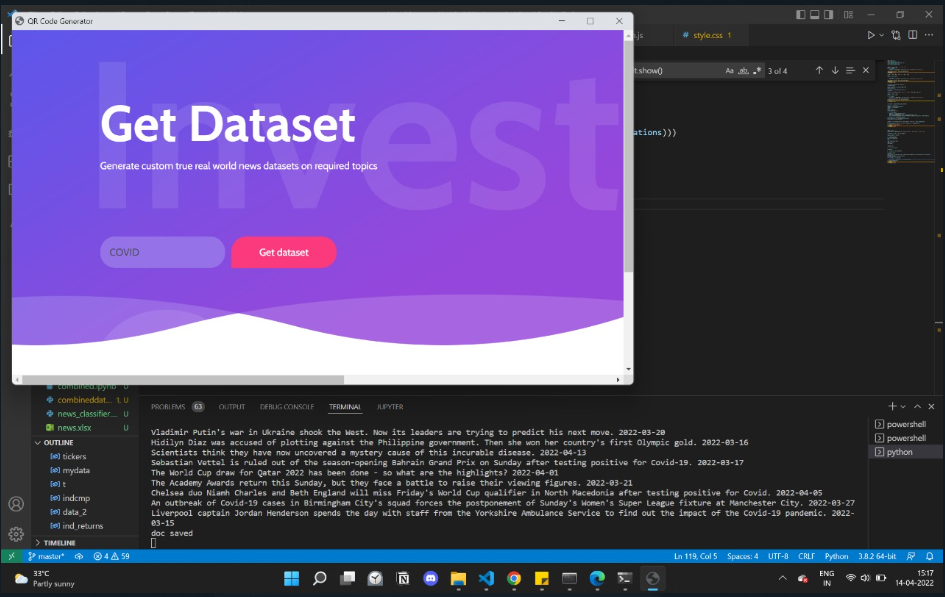 QR Code Generator
Invest
Get Dataset
Generate custom true real world news datasets on required topics
COVID
Get dataset
.js
# style.css 1
t.show()
Aa
ab
.*
3 of 4
ations)))
combined.ipynb U
combineddat... 1, U
news_classifier.... U
news.xlsx U
OUTLINE
tickers
mydata
t
indcmp
data_2
ind_returns
TIMELINE
PROBLEMS 63 OUTPUT DEBUG CONSOLE TERMINAL JUPYTER
Vladimir Putin's war in Ukraine shook the West. Now its leaders are trying to predict his next move. 2022-03-20
Hidilyn Diaz was accused of plotting against the Philippine government. Then she won her country's first Olympic gold. 2022-03-16
Scientists think they have now uncovered a mystery cause of this incurable disease. 2022-04-13
Sebastian Vettel is ruled out of the season-opening Bahrain Grand Prix on Sunday after testing positive for Covid-19. 2022-03-17
The World Cup draw for Qatar 2022 has been done - so what are the highlights? 2022-04-01
The Academy Awards return this Sunday, but they face a battle to raise their viewing figures. 2022-03-21
Chelsea duo Niamh Charles and Beth England will miss Friday's World Cup qualifier in North Macedonia after testing positive for Covid. 2022-04-05
An outbreak of Covid-19 cases in Birmingham City's squad forces the postponement of Sunday's Women's Super League fixture at Manchester City. 2022-03-27
Liverpool captain Jordan Henderson spends the day with staff from the Yorkshire Ambulance Service to find out the impact of the Covid-19 pandemic. 2022-
03-15
doc saved
powershell
powershell
python
master* 4 59
Ln 119, Col 5 Spaces: 4 UTF-8 CRLF Python 3.8.2 64-bit
33°C
Partly sunny
ENG
IN
15:17
14-04-2022